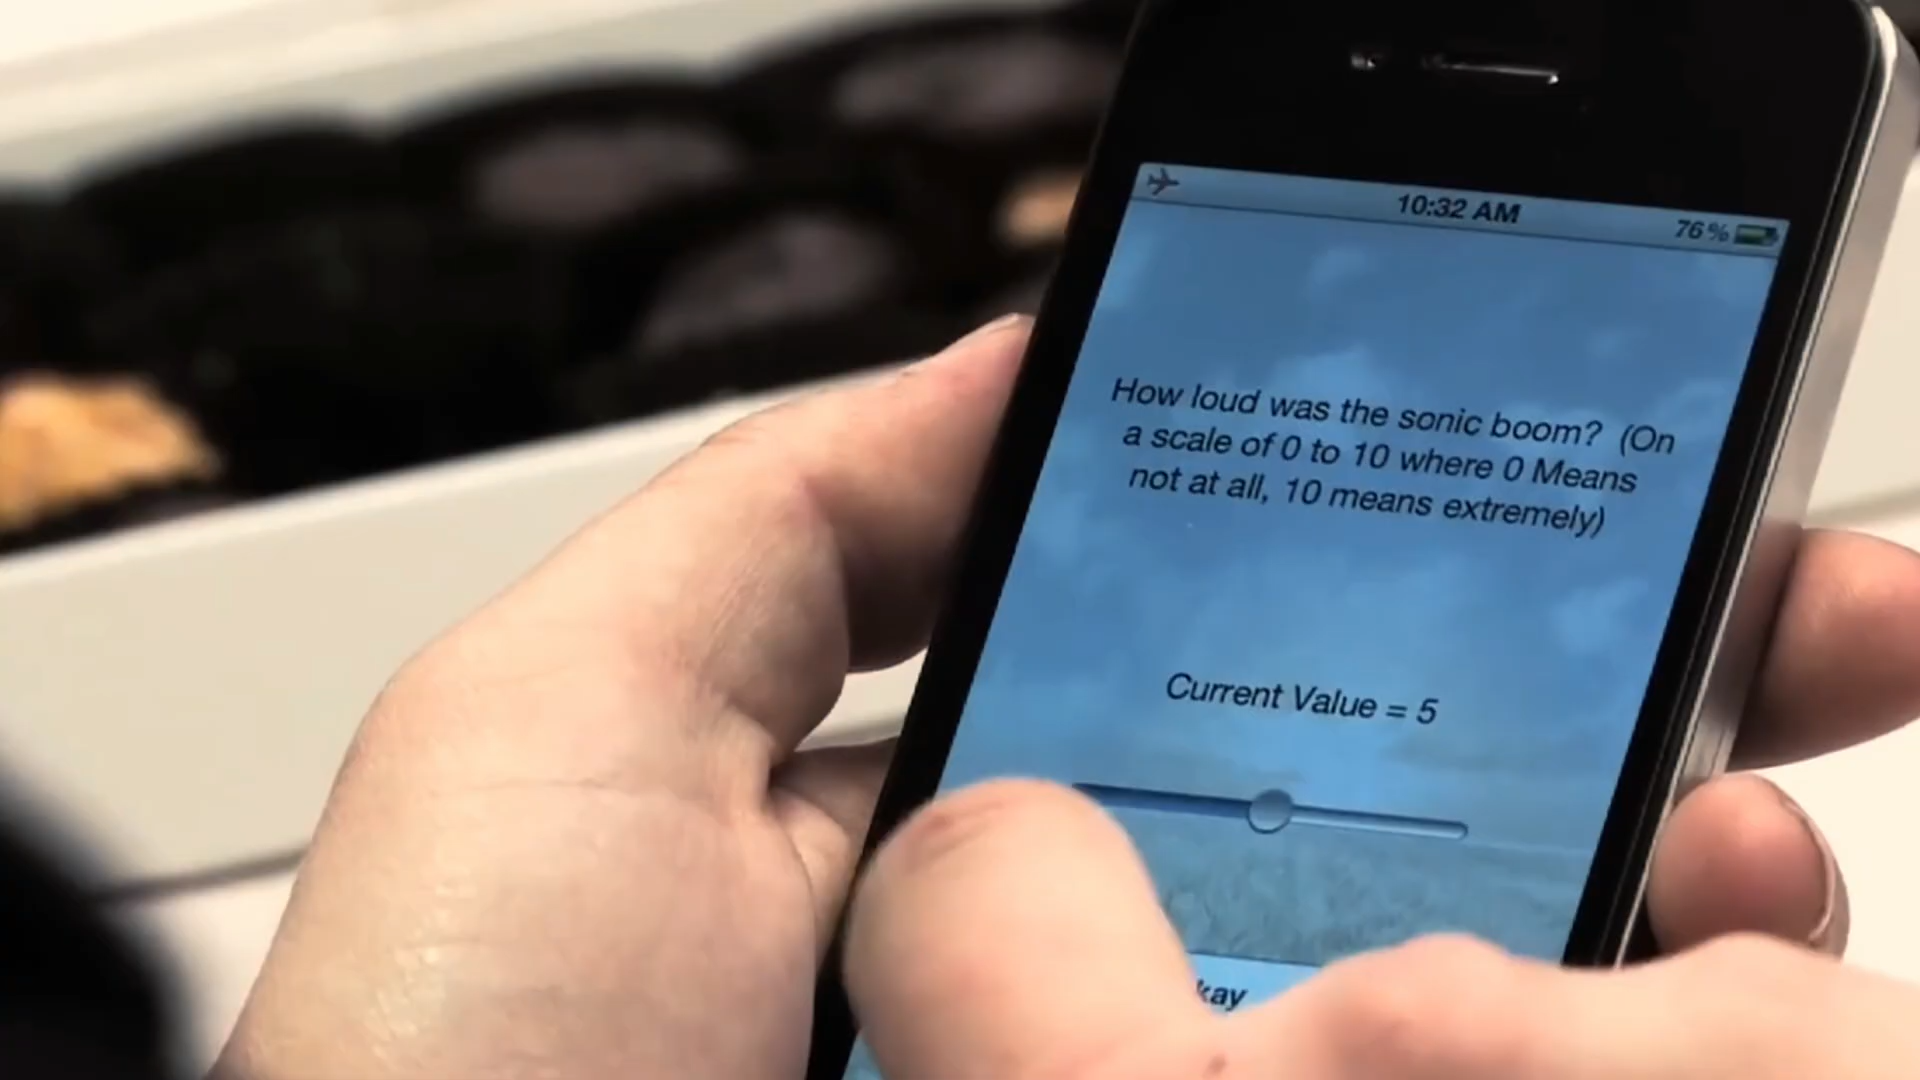 10:32 AM
76%
How loud was the sonic boom? (On
a scale of 0 to 10 where 0 Means
not at all, 10 means extremely)
Current Value = 5
kay